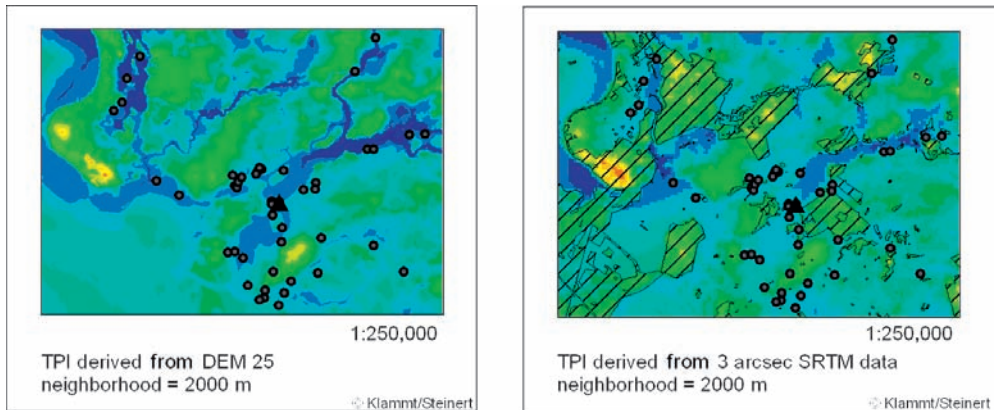 1:250,000
TPI derived from DEM 25
neighborhood = 2000 m
Klammt/Steinert
1:250,000
TPI derived from 3 arcsec SRTM data
neighborhood = 2000 m
Klammt/Steinert